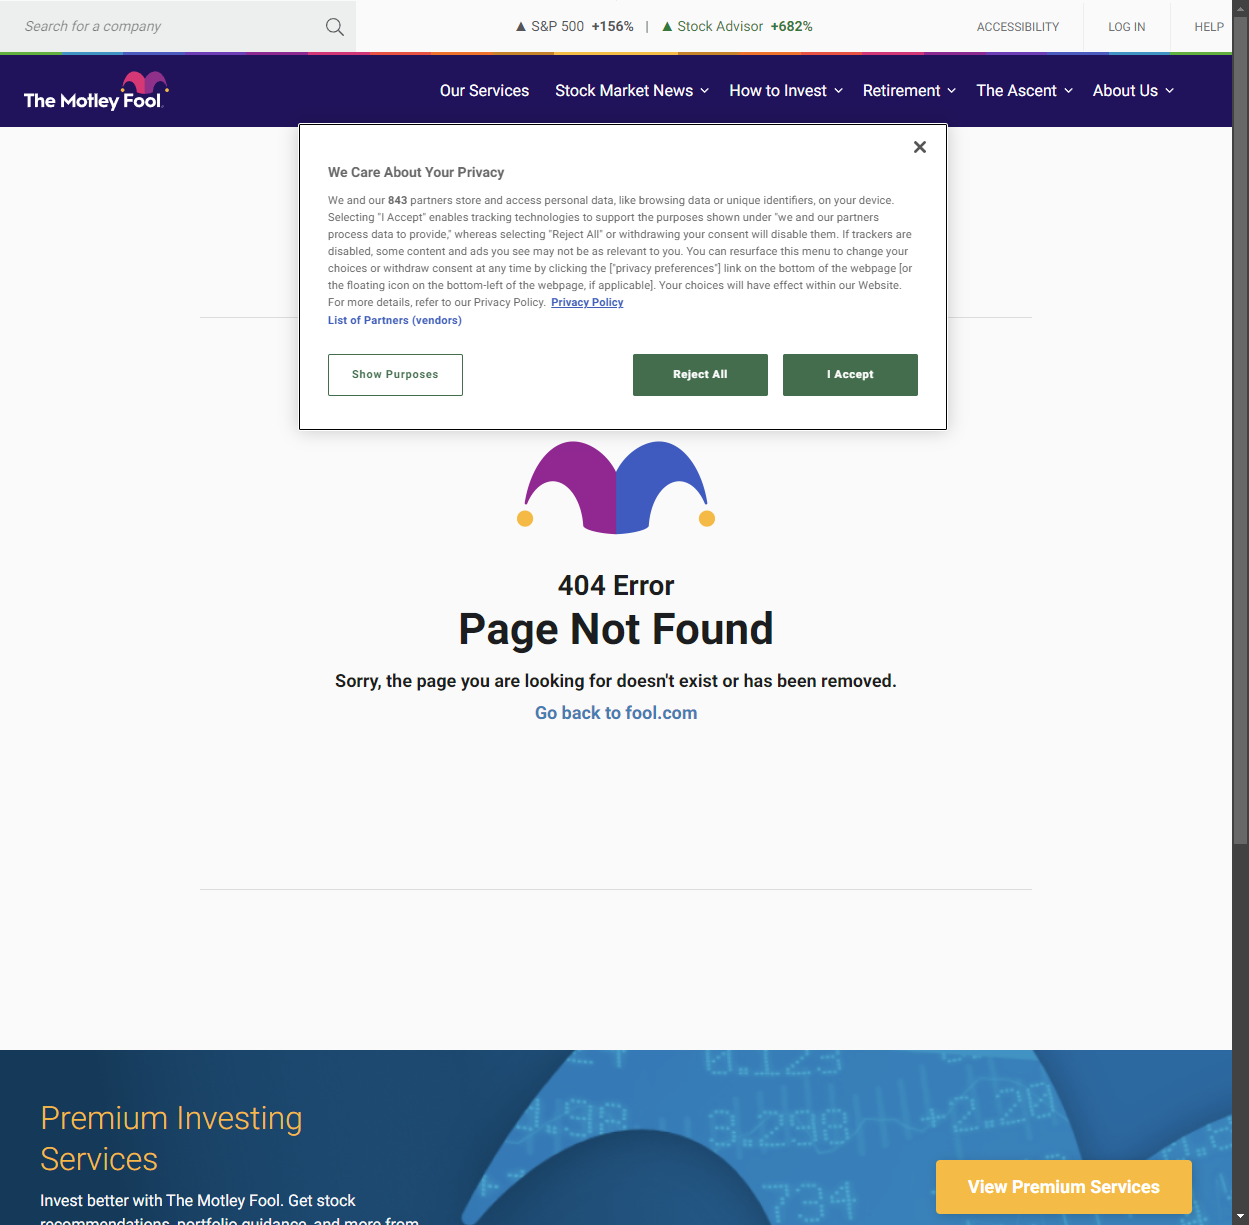 Search for a company
▲ S&P 500 +156% | ▲ Stock Advisor +682%
ACCESSIBILITY
LOG IN
HELP
The Motley Fool
Our Services
Stock Market News
How to Invest
Retirement
The Ascent
About Us
We Care About Your Privacy
We and our 843 partners store and access personal data, like browsing data or unique identifiers, on your device.
Selecting "I Accept" enables tracking technologies to support the purposes shown under "we and our partners
process data to provide," whereas selecting "Reject All" or withdrawing your consent will disable them. If trackers are
disabled, some content and ads you see may not be as relevant to you. You can resurface this menu to change your
choices or withdraw consent at any time by clicking the ["privacy preferences"] link on the bottom of the webpage [or
the floating icon on the bottom-left of the webpage, if applicable]. Your choices will have effect within our Website.
For more details, refer to our Privacy Policy. Privacy Policy
List of Partners (vendors)
Show Purposes
Reject All
I Accept
404 Error
Page Not Found
Sorry, the page you are looking for doesn't exist or has been removed.
Go back to fool.com
Premium Investing
Services
Invest better with The Motley Fool. Get stock
recommendations, portfolio guidance, and more from
View Premium Services
0.123
3.290
+2.20
734